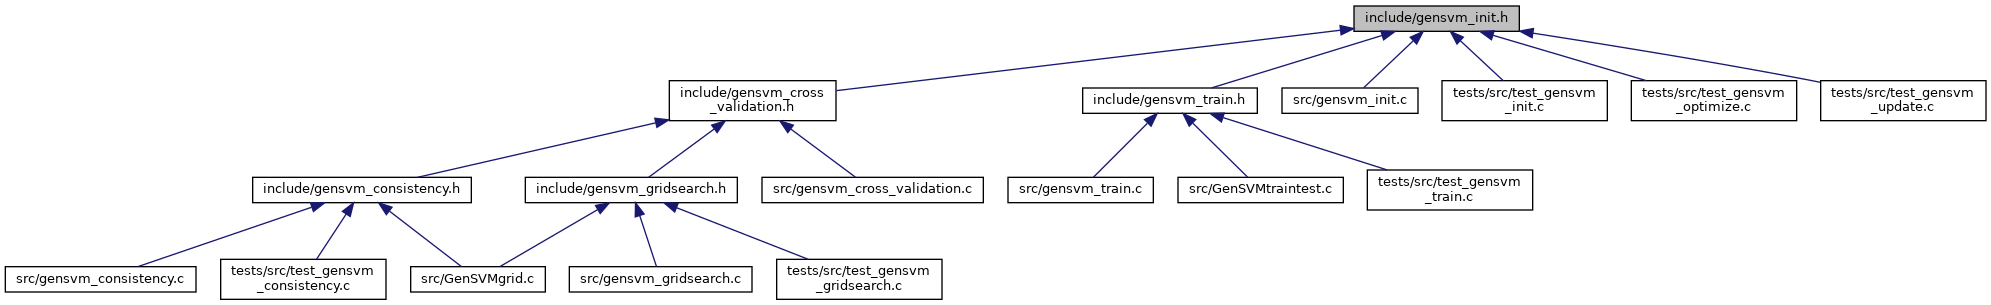 include/gensvm_init.h
include/gensvm_cross
_validation.h
include/gensvm_train.h
src/gensvm_init.c
tests/src/test_gensvm
_init.c
tests/src/test_gensvm
_optimize.c
tests/src/test_gensvm
_update.c
include/gensvm_consistency.h
include/gensvm_gridsearch.h
src/gensvm_cross_validation.c
src/gensvm_train.c
src/GenSVMtraintest.c
tests/src/test_gensvm
_train.c
src/gensvm_consistency.c
tests/src/test_gensvm
_consistency.c
src/GenSVMgrid.c
src/gensvm_gridsearch.c
tests/src/test_gensvm
_gridsearch.c